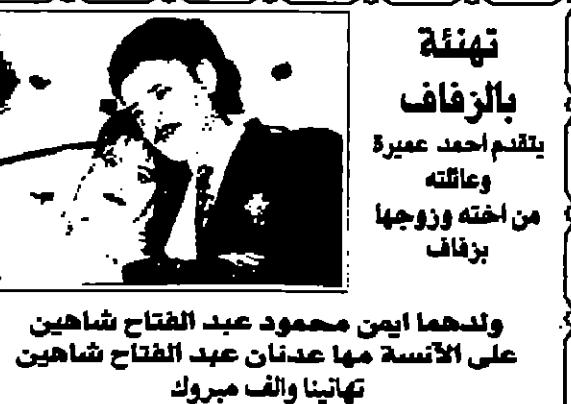 تهنئة
بالزفاف
يتقدم احمد عميرة
وعائلته
من اخته وزوجها
بزفاف
ولدهما ايمن محمود عبد الفتاح شاهين
على الآنسة مها عدنان عبد الفتاح شاهين
تهانينا والف مبروك